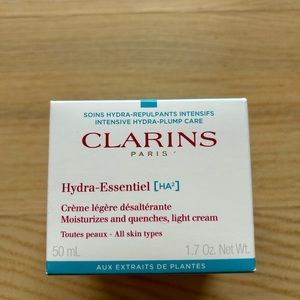 SOINS HYDRA-REPULPANTS INTENSIFS
INTENSIVE HYDRA-PLUMP CARE
CLARINS
PARIS
Hydra-Essentiel [HA²]
Crème légère désaltérante
Moisturizes and quenches, light cream
Toutes peaux - All skin types
50 mL 1.7 Oz. Net Wt.
AUX EXTRAITS DE PLANTES